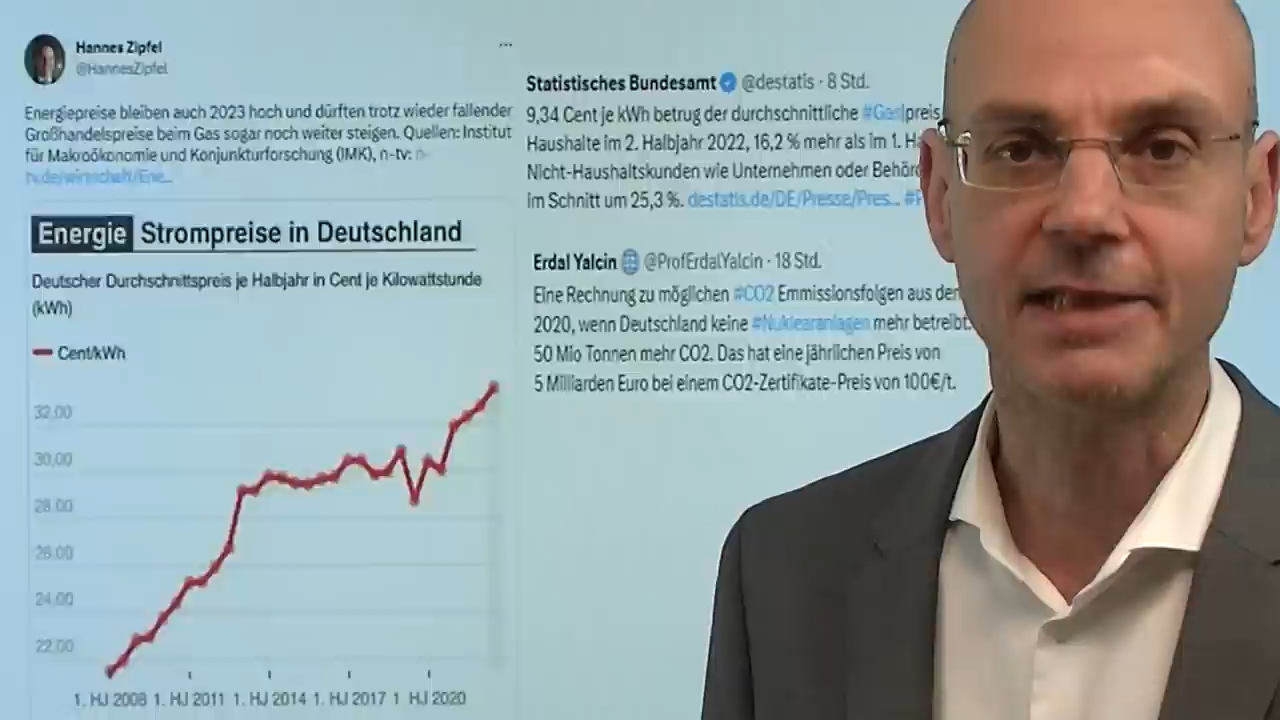 Hannes Zipfel
@HannesZipfel
Energiepreise bleiben auch 2023 hoch und dürften trotz wieder fallender
Großhandelspreise beim Gas sogar noch weiter steigen. Quellen: Institut
für Makroökonomie und Konjunkturforschung (IMK), n-tv: n-
tv.de/wirtschaft/Ene...
Energie Strompreise in Deutschland
Deutscher Durchschnittspreis je Halbjahr in Cent je Kilowattstunde
(kWh)
Cent/kWh
32.00
30.00
28.00
26.00
24.00
22.00
1. HJ 2008 1. HJ 2011 1. HJ 2014 1. HJ 2017 1 HJ 2020
Statistisches Bundesamt @destatis · 8 Std.
9,34 Cent je kWh betrug der durchschnittliche #Gas|preis
Haushalte im 2. Halbjahr 2022, 16,2 % mehr als im 1. Ha
Nicht-Haushaltskunden wie Unternehmen oder Behörd
im Schnitt um 25,3 %. destatis.de/DE/Presse/Pres... #P
Erdal Yalcin @ProfErdalYalcin · 18 Std.
Eine Rechnung zu möglichen #CO2 Emmissionsfolgen aus den
2020, wenn Deutschland keine #Nuklearanlagen mehr betreibt:
50 Mio Tonnen mehr CO2. Das hat eine jährlichen Preis von
5 Milliarden Euro bei einem CO2-Zertifikate-Preis von 100€/t.